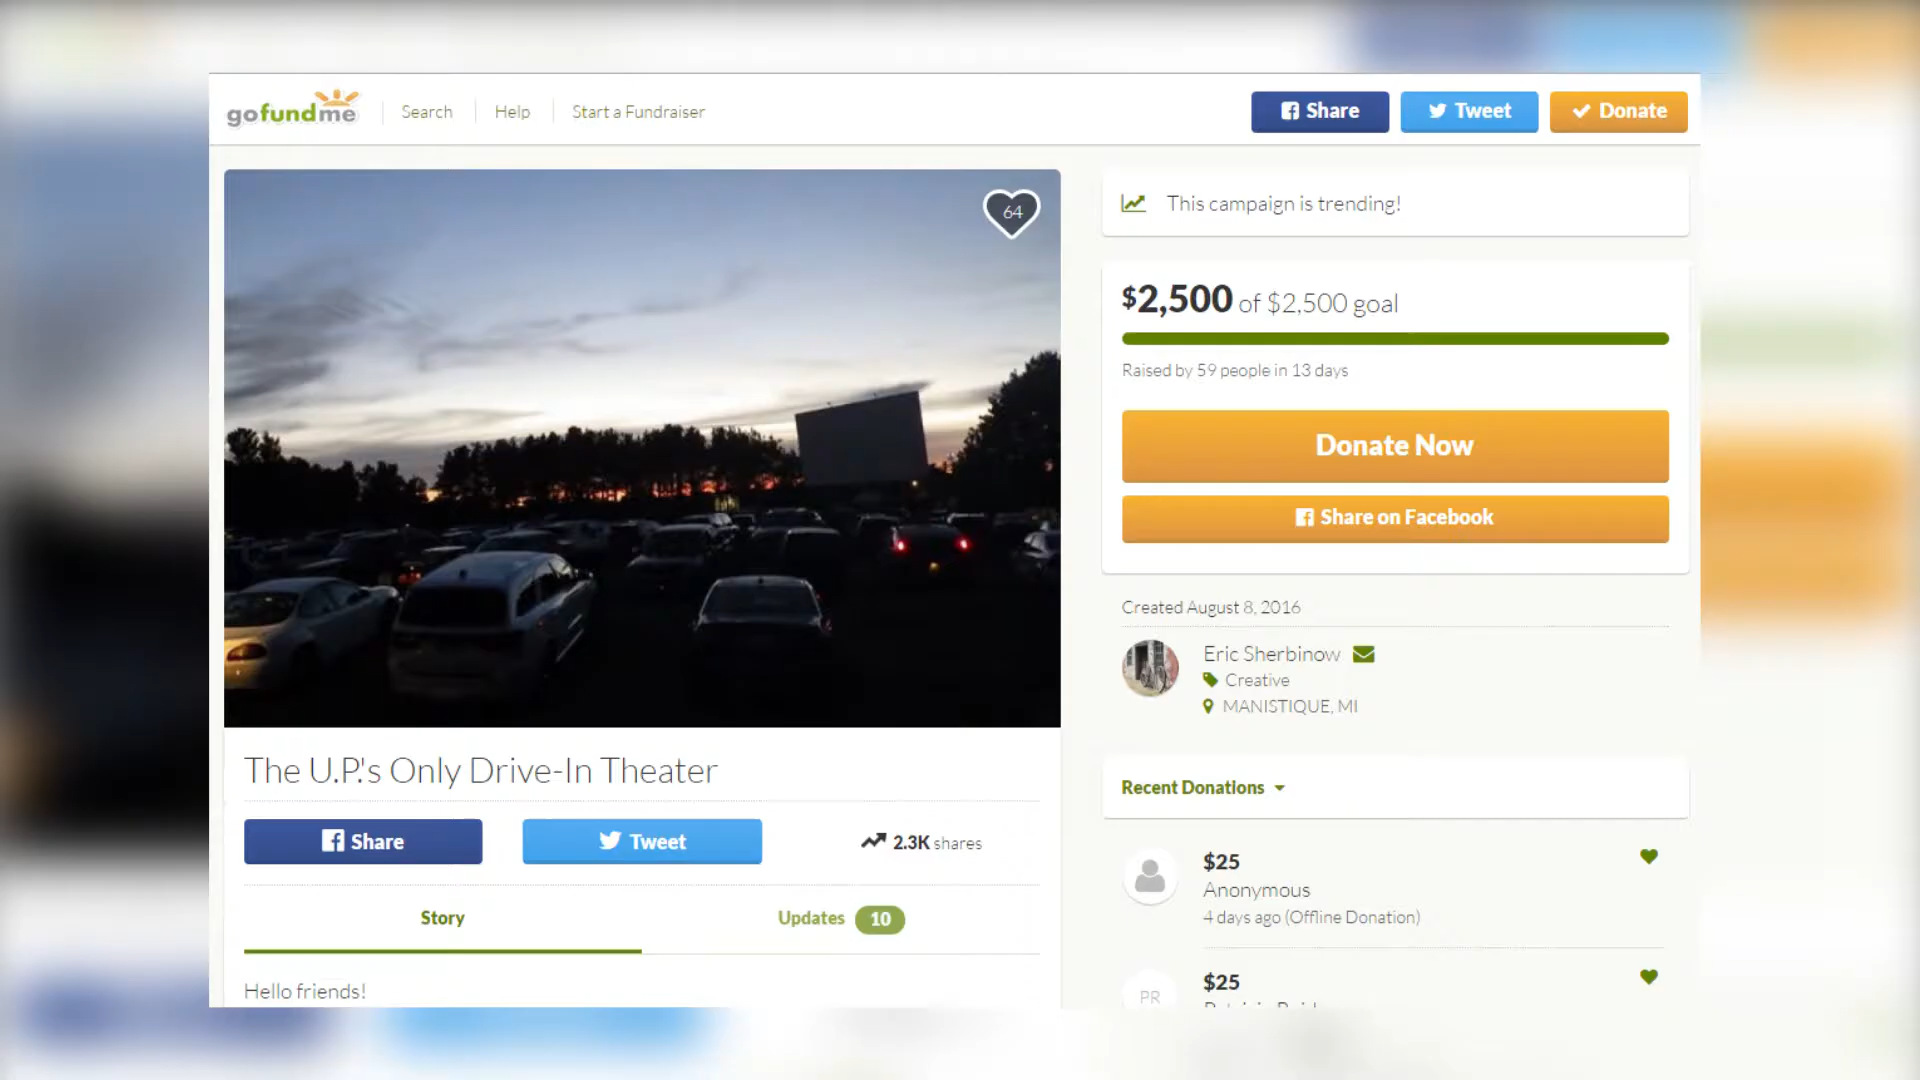 gofundme
Search
Help
Start a Fundraiser
Share
Tweet
Donate
64
This campaign is trending!
$2,500 of $2,500 goal
Raised by 59 people in 13 days
Donate Now
Share on Facebook
Created August 8, 2016
Eric Sherbinow
Creative
MANISTIQUE, MI
The U.P.'s Only Drive-In Theater
Share
Tweet
2.3K shares
Story
Updates 10
Hello friends!
Recent Donations
$25
Anonymous
4 days ago (Offline Donation)
$25
PR